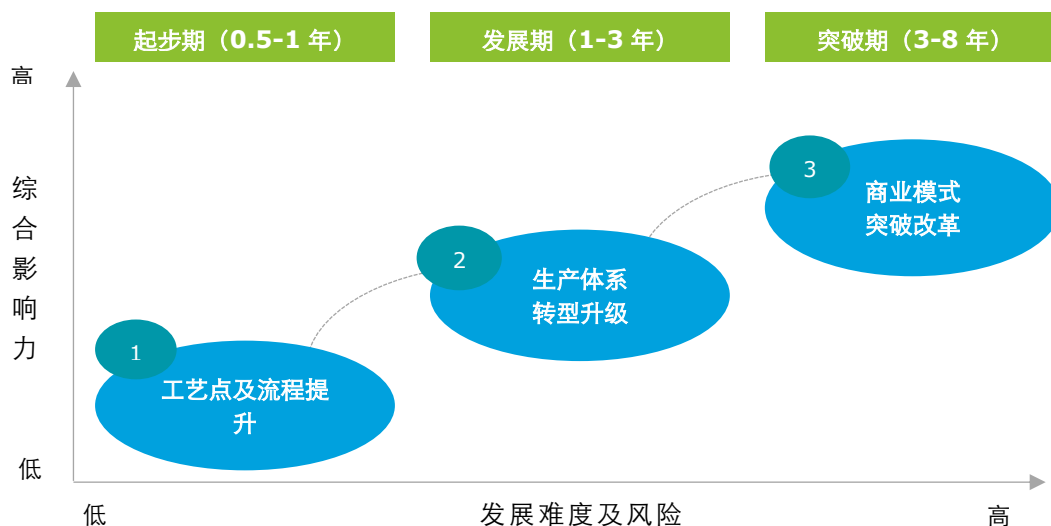 起步期（0.5-1 年）
发展期（1-3 年）
突破期（3-8 年）
高
综合影响力
低
1
工艺点及流程提
升
2
生产体系
转型升级
3
商业模式
突破改革
低
发展难度及风险
高